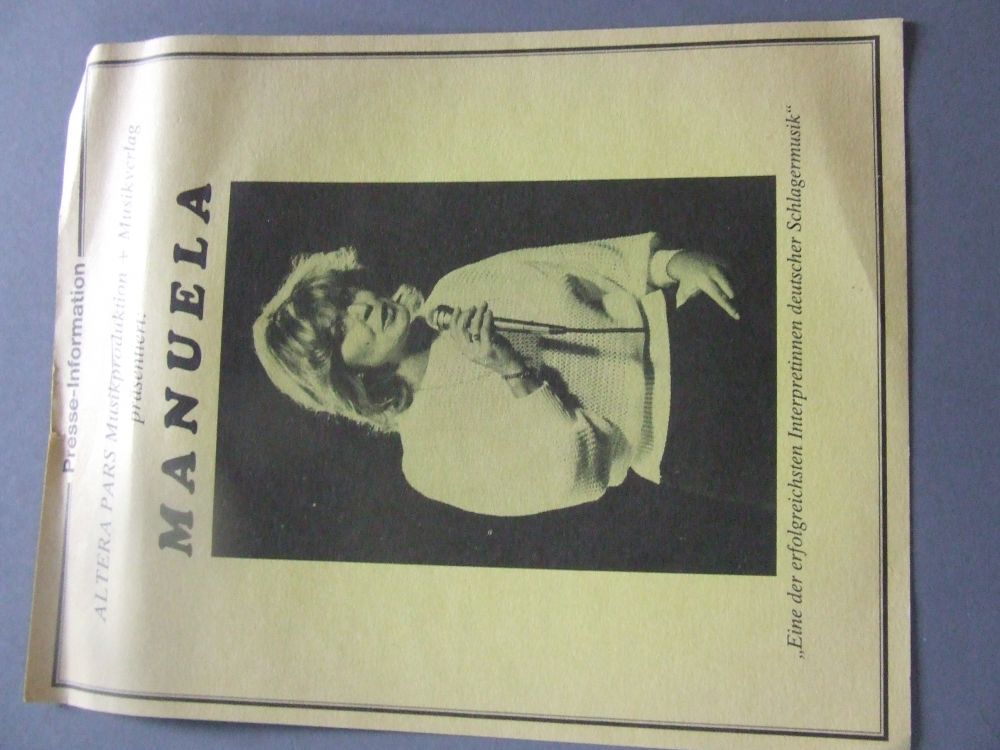 Presse-Information
ALTERA PARS Musikproduktion + Musikverlag
präsentiert:
MANUELA
„Eine der erfolgreichsten Interpretinnen deutscher Schlagermusik“